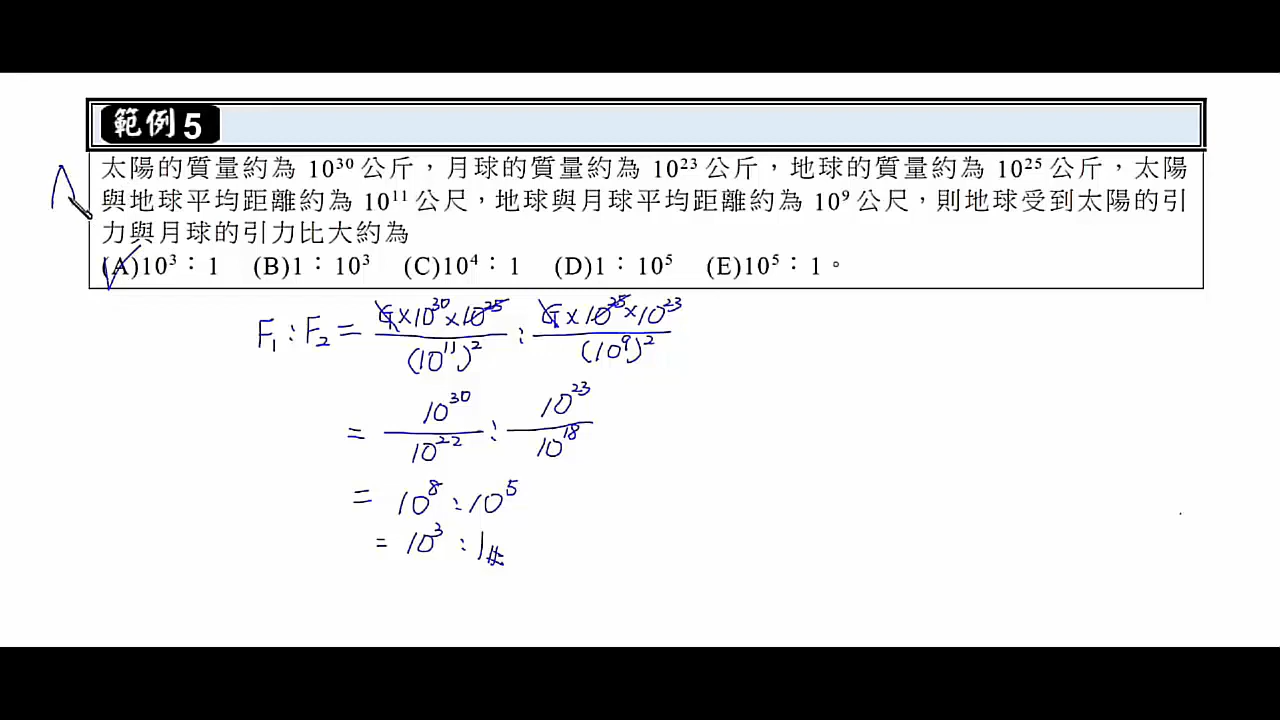 範例5
太陽的質量約為 10³⁰ 公斤，月球的質量約為 10²³ 公斤，地球的質量約為 10²⁵ 公斤，太陽
與地球平均距離約為 10¹¹ 公尺，地球與月球平均距離約為 10⁹ 公尺，則地球受到太陽的引
力與月球的引力比大約為
(A)10³：1 (B)1：10³ (C)10⁴：1 (D)1：10⁵ (E)10⁵：1。
F₁ : F₂ = G×10³⁰×10²⁵/(10¹¹)² : G×10²⁵×10²³/(10⁹)²
= 10³⁰/10²² : 10²³/10¹⁸
= 10⁸ : 10⁵
= 10³ : 1#